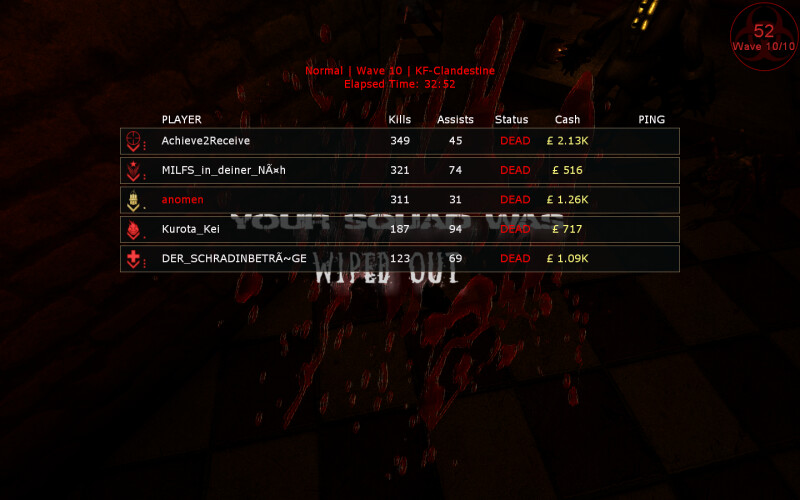 52
Wave 10/10
Normal | Wave 10 | KF-Clandestine
Elapsed Time: 32:52
PLAYER Kills Assists Status Cash PING
Achieve2Receive 349 45 DEAD £ 2.13K
MILFS_in_deiner_NÃ¤h 321 74 DEAD £ 516
anomen 311 31 DEAD £ 1.26K
YOUR SQUAD WAS
Kurota_Kei 187 94 DEAD £ 717
DER_SCHRADINBETRÃ~GE 123 69 DEAD £ 1.09K
WIPED OUT